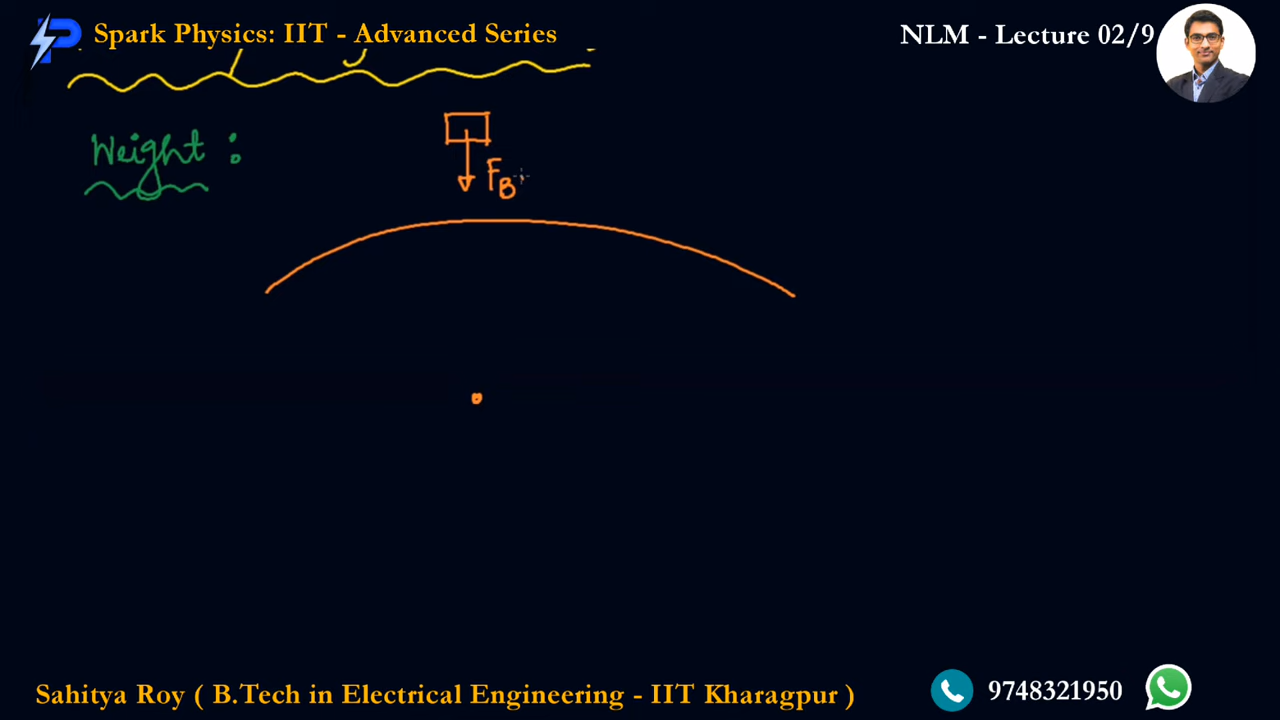 Spark Physics: IIT - Advanced Series
NLM - Lecture 02/9
Weight :
FB
Sahitya Roy ( B.Tech in Electrical Engineering - IIT Kharagpur )
9748321950